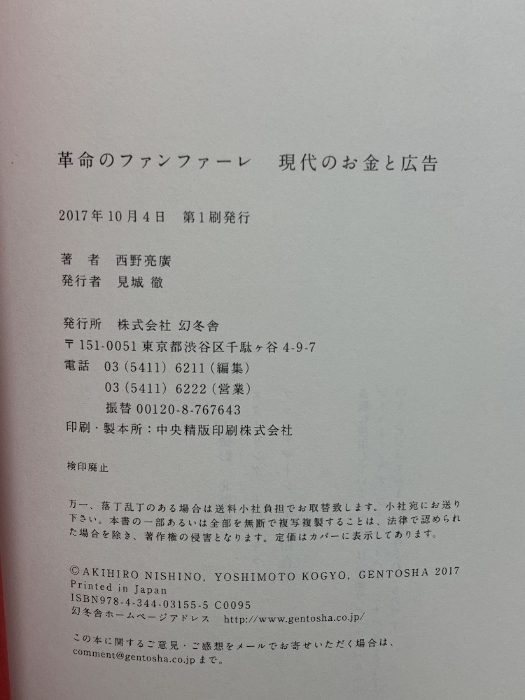 革命のファンファーレ　現代のお金と広告
2017年10月4日　第1刷発行
著　者　西野亮廣
発行者　見城 徹
発行所　株式会社 幻冬舎
〒151-0051 東京都渋谷区千駄ヶ谷 4-9-7
電話　03(5411) 6211(編集)
03(5411) 6222(営業)
振替 00120-8-767643
印刷・製本所：中央精版印刷株式会社
検印廃止
万一、落丁乱丁のある場合は送料小社負担でお取替致します。小社宛にお送り
下さい。本書の一部あるいは全部を無断で複写複製することは、法律で認められ
た場合を除き、著作権の侵害となります。定価はカバーに表示してあります。
©AKIHIRO NISHINO, YOSHIMOTO KOGYO, GENTOSHA 2017
Printed in Japan
ISBN978-4-344-03155-5 C0095
幻冬舎ホームページアドレス　http://www.gentosha.co.jp/
この本に関するご意見・ご感想をメールでお寄せいただく場合は、
comment@gentosha.co.jpまで。